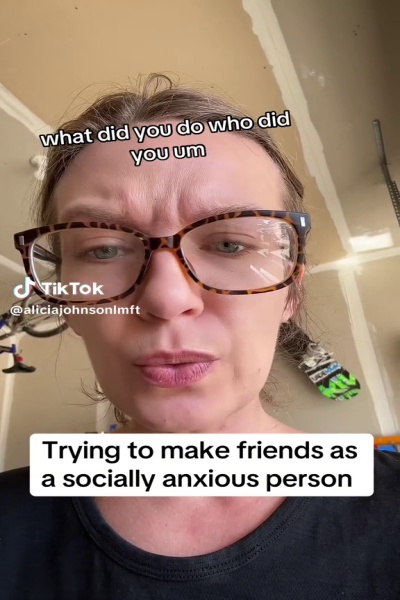 what did you do who did
you um
TikTok
@aliciajohnsonlmft
Trying to make friends as
a socially anxious person